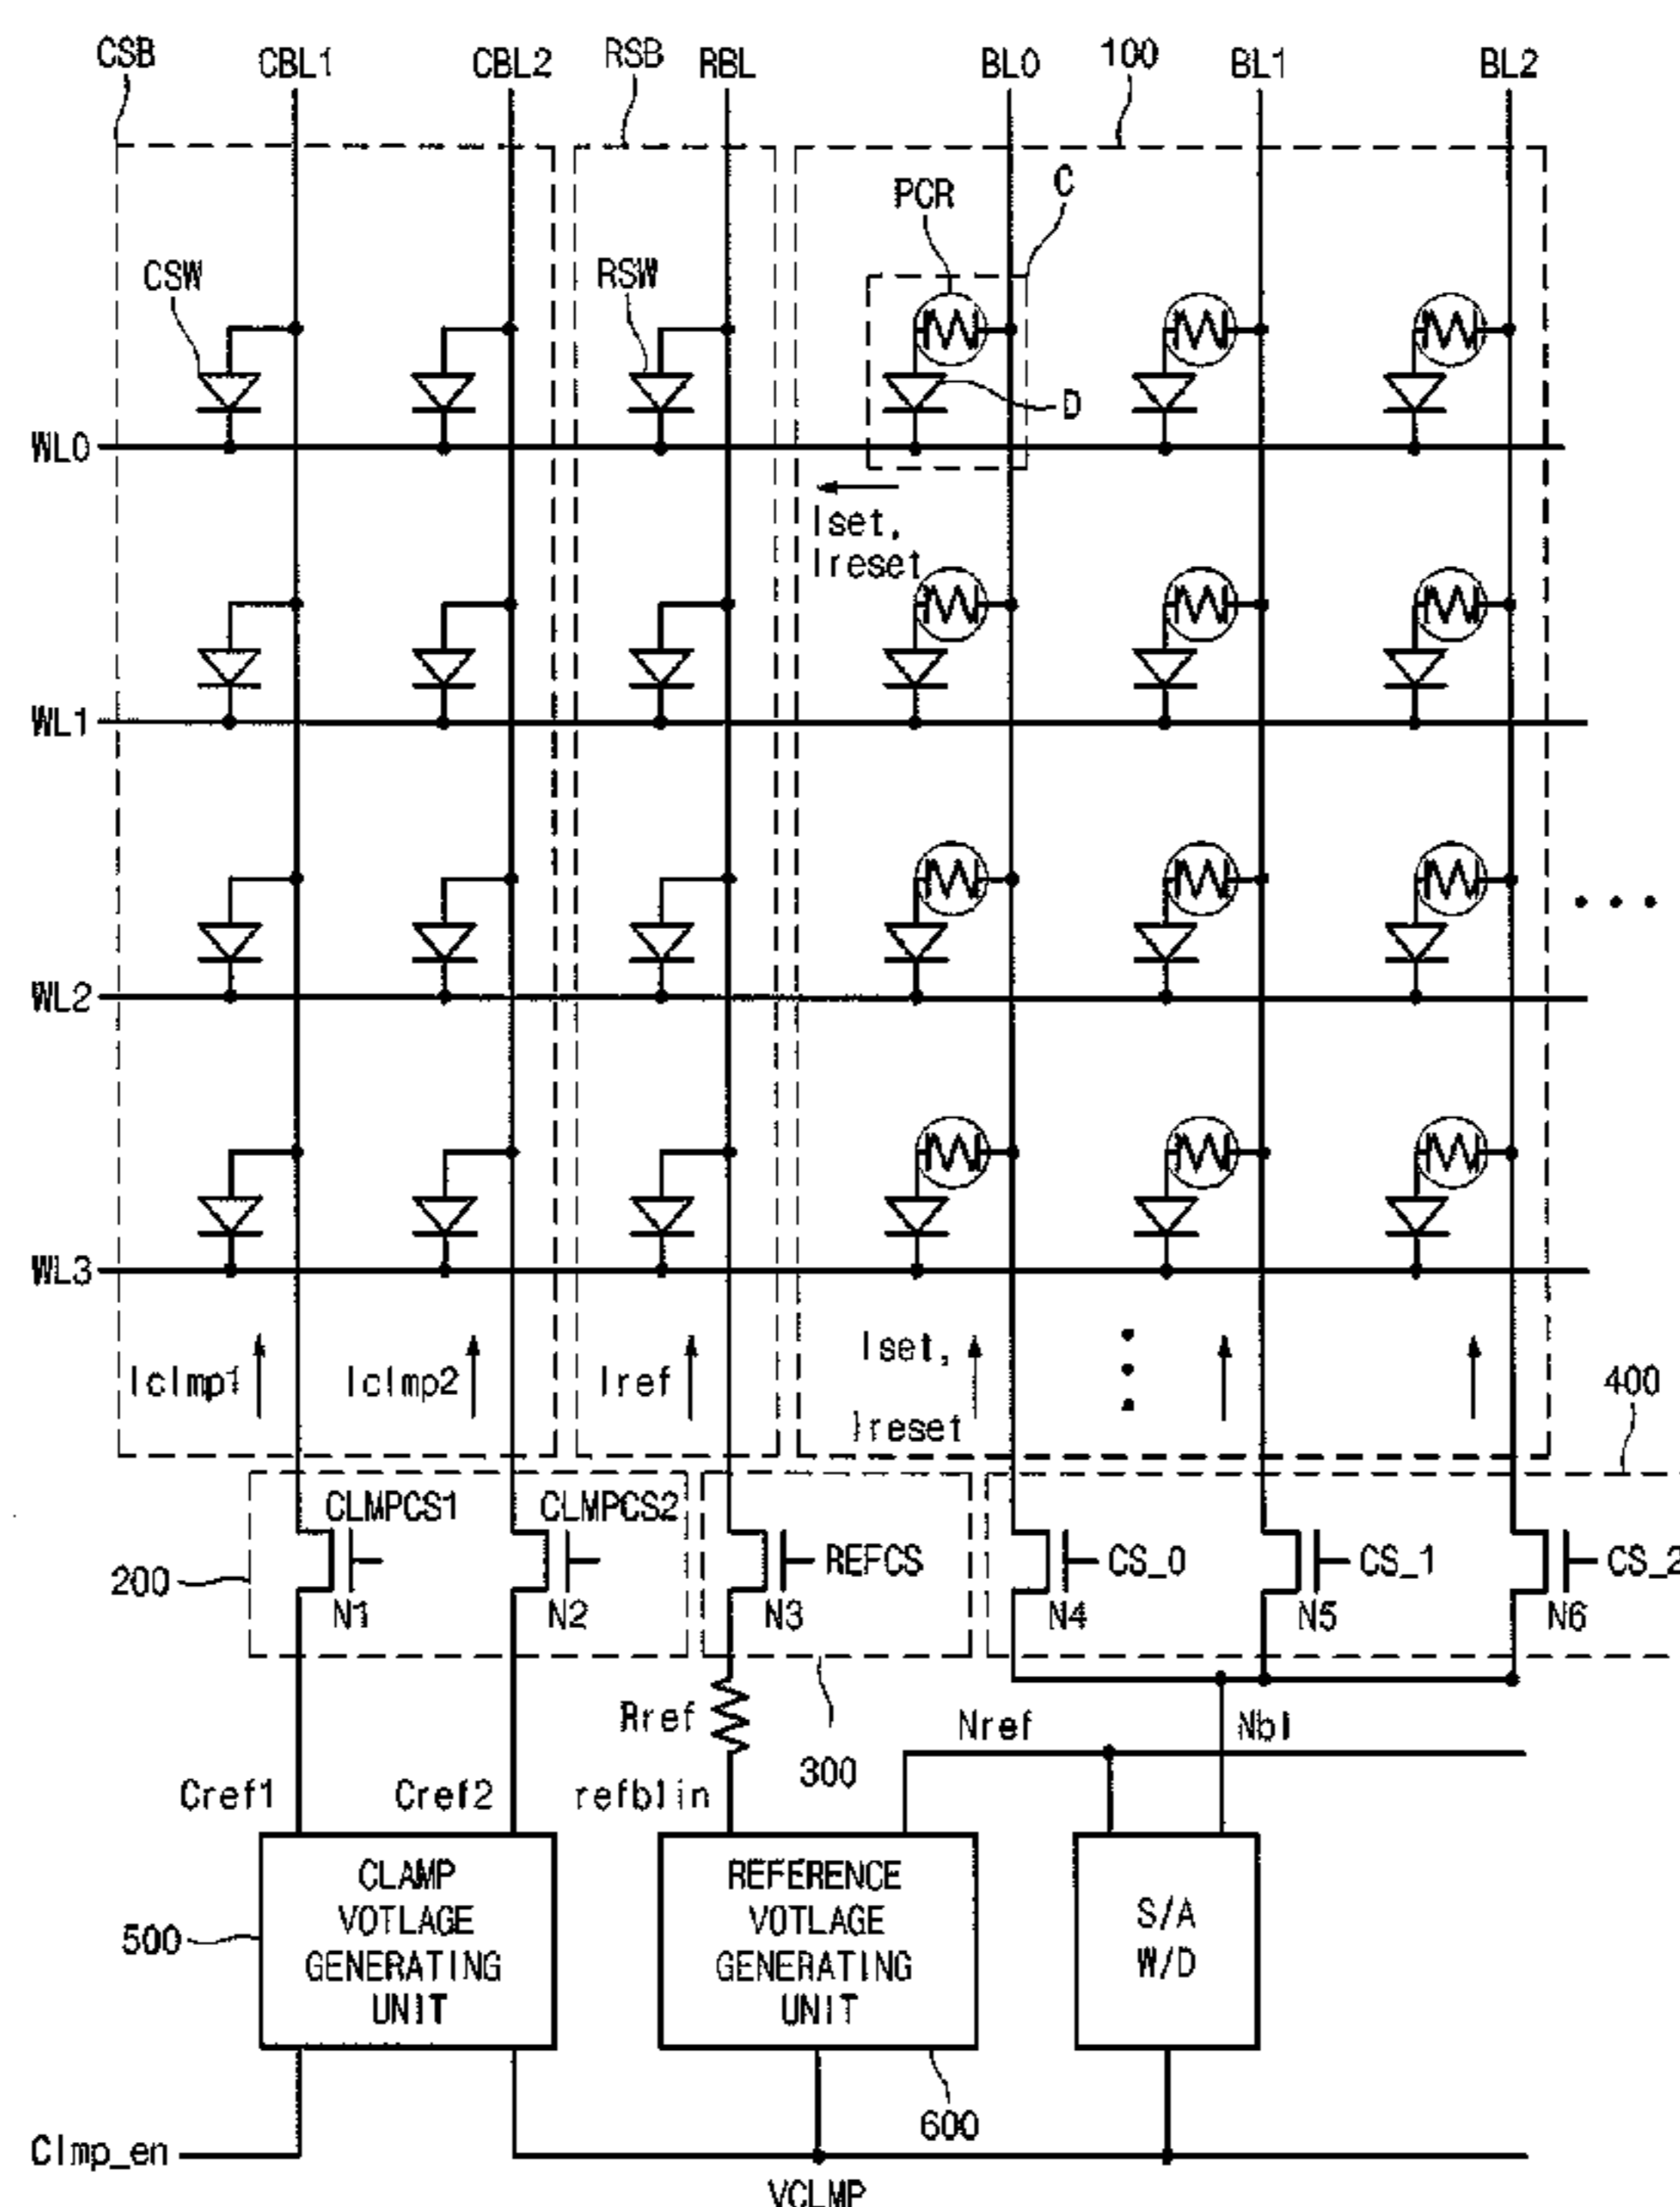 CSB CBL1 CBL2 RSB RBL BL0 100 BL1 BL2
PCR C
CSW RSW
D
WL0
Iset,
Ireset
WL1
WL2
WL3
Iclmp1 Iclmp2 Iref Iset,
Ireset
400
CLMPCS1 CLMPCS2
200 REFCS CS_0 CS_1 CS_2
N1 N2 N3 N4 N5 N6
Rref Nref Nbl
300
Cref1 Cref2 refblin
500
CLAMP
VOTLAGE
GENERATING
UNIT
REFERENCE
VOTLAGE
GENERATING
UNIT
S/A
W/D
600
Clmp_en
VCLMP